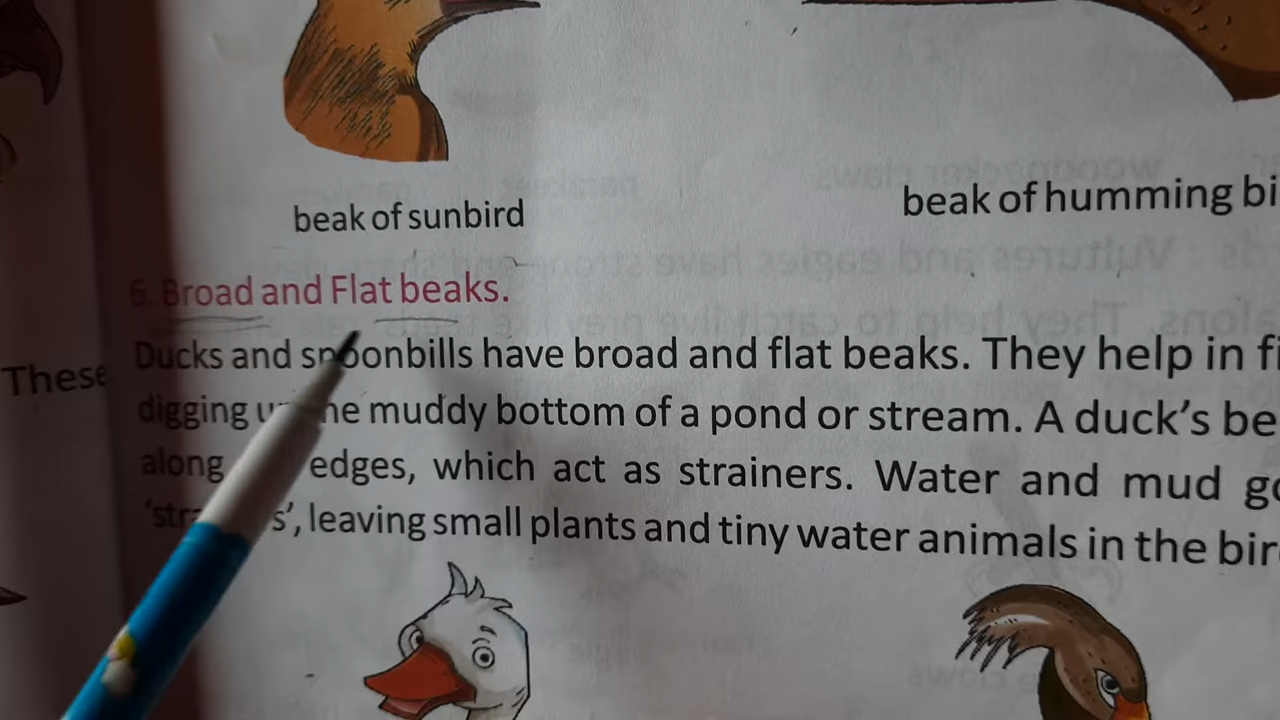 beak of sunbird
beak of humming bi
6. Broad and Flat beaks.
These
Ducks and spoonbills have broad and flat beaks. They help in fi
digging he muddy bottom of a pond or stream. A duck's be
along edges, which act as strainers. Water and mud go
'str s', leaving small plants and tiny water animals in the bir